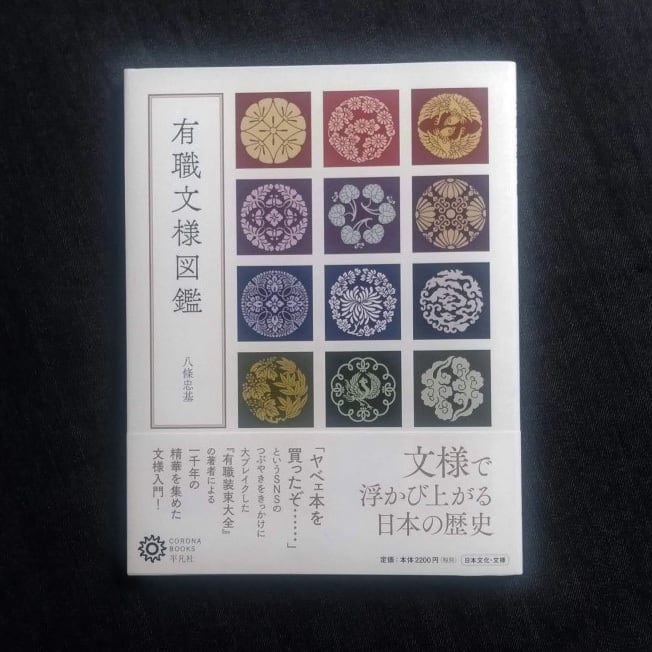 有職文様図鑑
八條忠基
文様で
浮かび上がる
日本の歴史
「ヤベェ本を
買ったぞ……」
というSNSの
つぶやきをきっかけに
大ブレイクした
『有職装束大全』
の著者による
一千年の
精華を集めた
文様入門！
CORONA
BOOKS
平凡社
定価：本体2200円（税別）
日本文化・文様